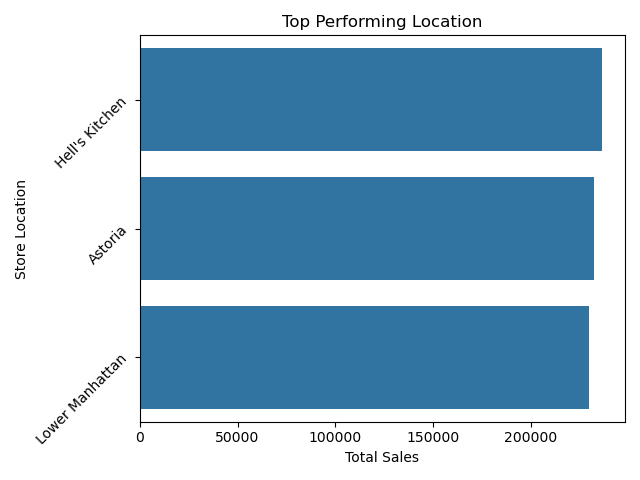 Top Performing Location
Store Location
Hell's Kitchen
Astoria
Lower Manhattan
0 50000 100000 150000 200000
Total Sales